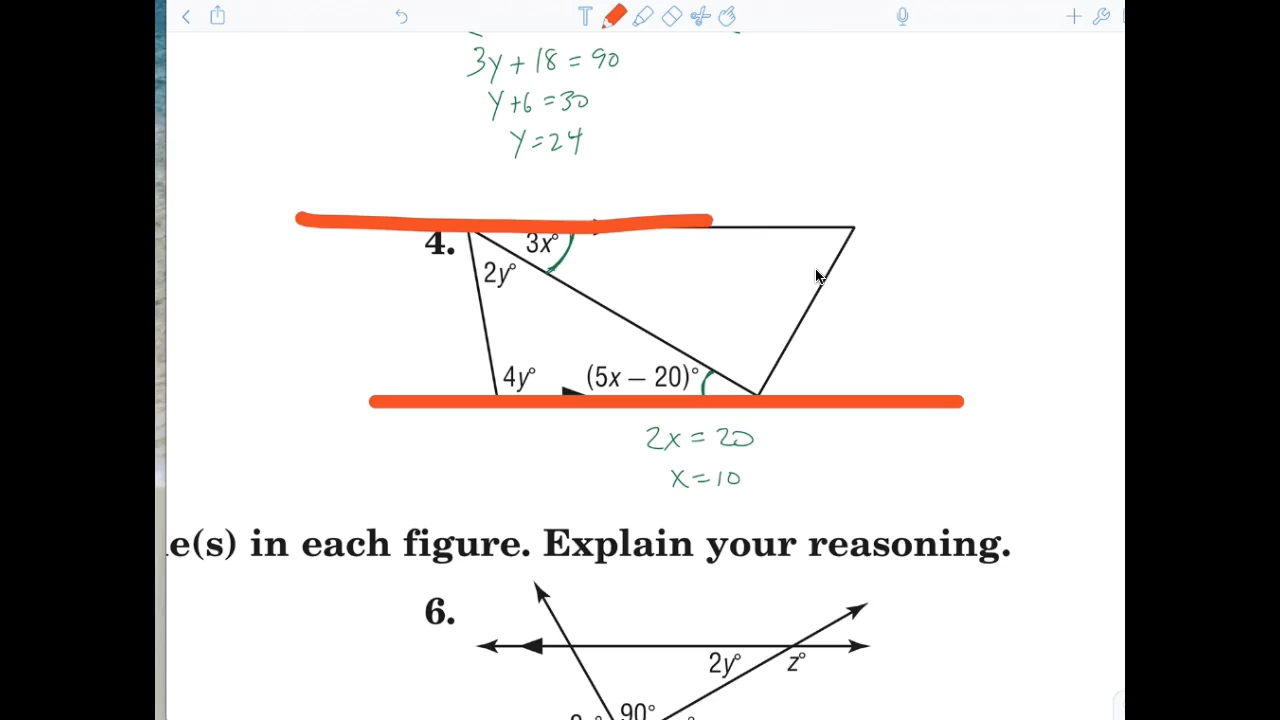 3y + 18 = 90
y + 6 = 30
y = 24
4.
3x°
2y°
4y°
(5x – 20)°
2x = 20
x = 10
e(s) in each figure. Explain your reasoning.
6.
2y°
z°
90°